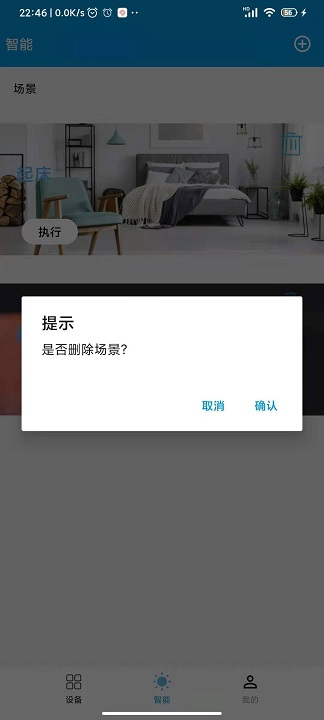 22:46 | 0.0K/s
HD
56
智能
场景
起床
执行
提示
是否删除场景?
取消
确认
设备
智能
我的